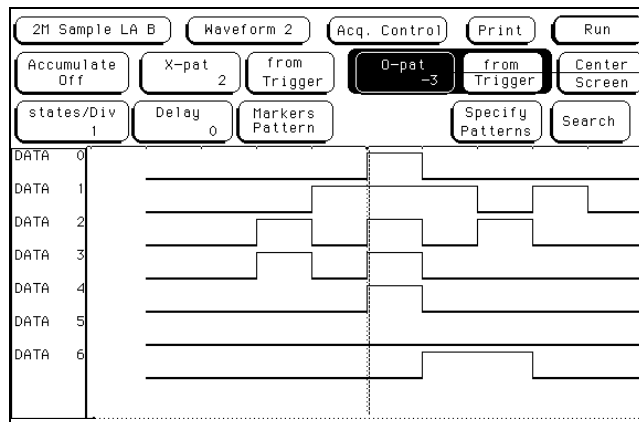 2M Sample LA B Waveform 2 Acq. Control Print Run
Accumulate Off X-pat 2 from Trigger O-pat -3 from Trigger Center Screen
states/Div 1 Delay 0 Markers Pattern Specify Patterns Search
DATA 0
DATA 1
DATA 2
DATA 3
DATA 4
DATA 5
DATA 6